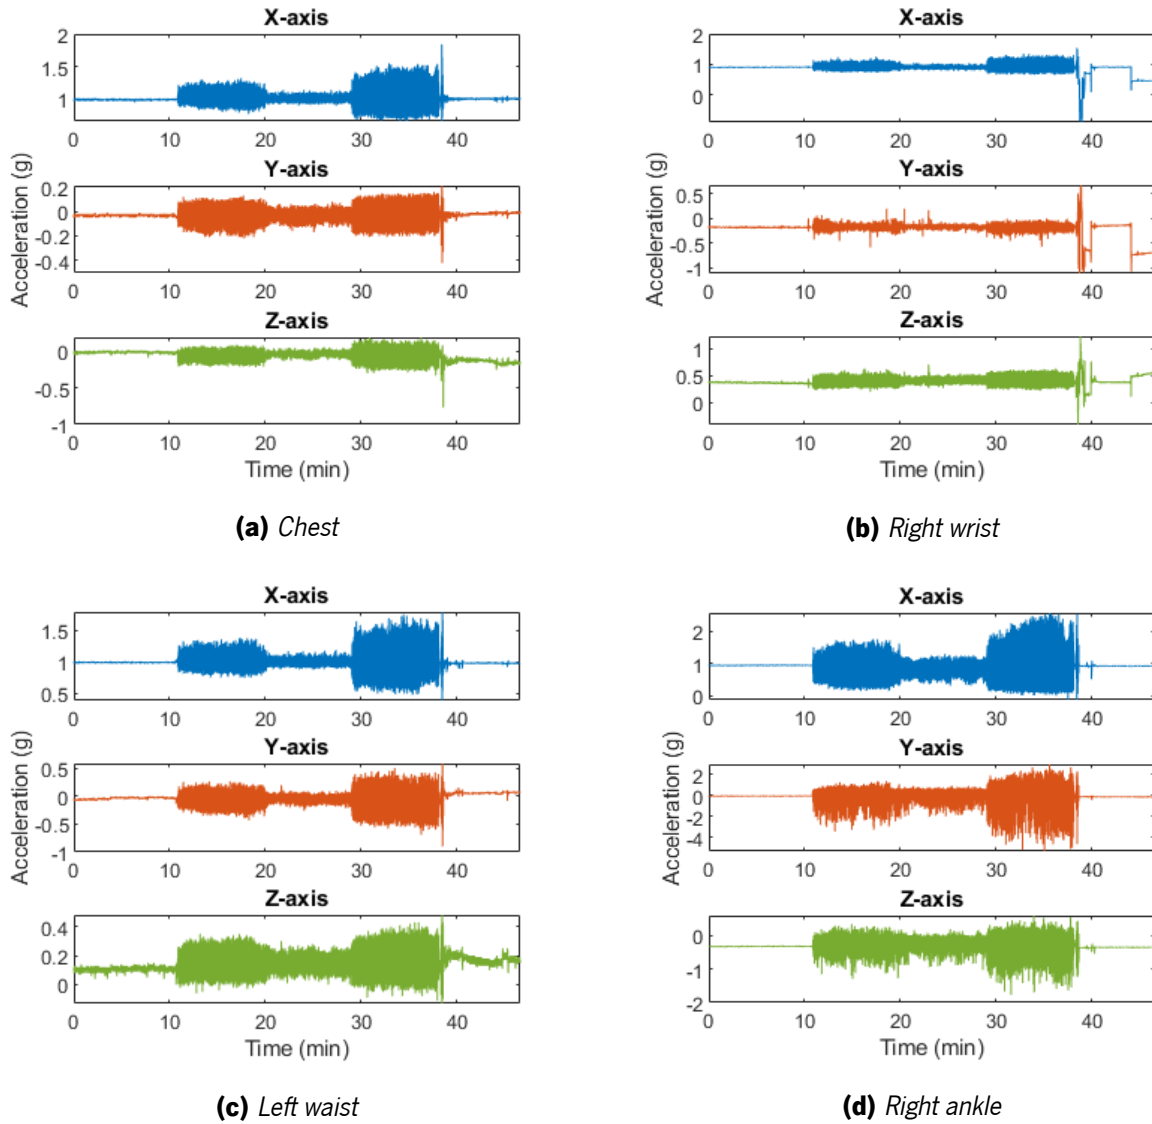 X-axis
2
1.5
1
0 10 20 30 40
Y-axis
0.2
0
-0.2
-0.4
0 10 20 30 40
Z-axis
0
-0.5
-1
0 10 20 30 40
Time (min)
Acceleration (g)
(a) Chest
X-axis
2
1
0
0 10 20 30 40
Y-axis
0.5
0
-0.5
-1
0 10 20 30 40
Z-axis
1
0.5
0
0 10 20 30 40
Time (min)
Acceleration (g)
(b) Right wrist
X-axis
1.5
1
0.5
0 10 20 30 40
Y-axis
0.5
0
-0.5
-1
0 10 20 30 40
Z-axis
0.4
0.2
0
0 10 20 30 40
Time (min)
Acceleration (g)
(c) Left waist
X-axis
2
1
0
0 10 20 30 40
Y-axis
2
0
-2
-4
0 10 20 30 40
Z-axis
0
-1
-2
0 10 20 30 40
Time (min)
Acceleration (g)
(d) Right ankle